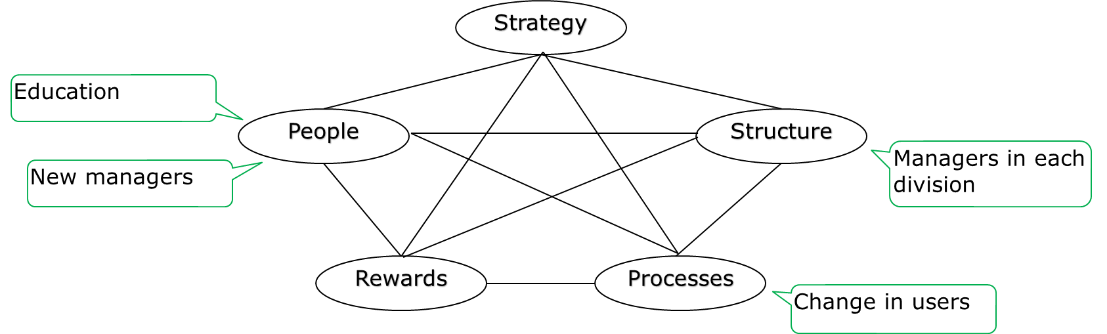 Strategy
Education
People
Structure
Managers in each
division
New managers
Rewards
Processes
Change in users